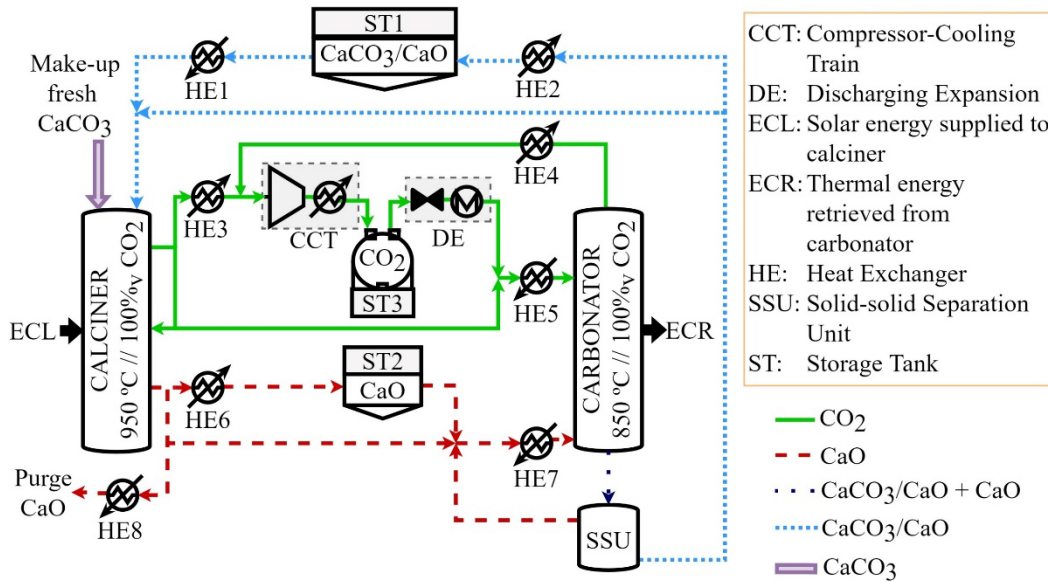 Make-up
fresh
CaCO3
HE1
ST1
CaCO3/CaO
HE2
HE3
CCT
HE4
DE
CO2
ST3
HE5
ECL
CALCINER
950 ºC // 100%v CO2
CARBONATOR
850 ºC // 100%v CO2
ECR
HE6
ST2
CaO
HE7
Purge
CaO
HE8
SSU
CCT: Compressor-Cooling
Train
DE: Discharging Expansion
ECL: Solar energy supplied to
calciner
ECR: Thermal energy
retrieved from
carbonator
HE: Heat Exchanger
SSU: Solid-solid Separation
Unit
ST: Storage Tank
CO2
CaO
CaCO3/CaO + CaO
CaCO3/CaO
CaCO3